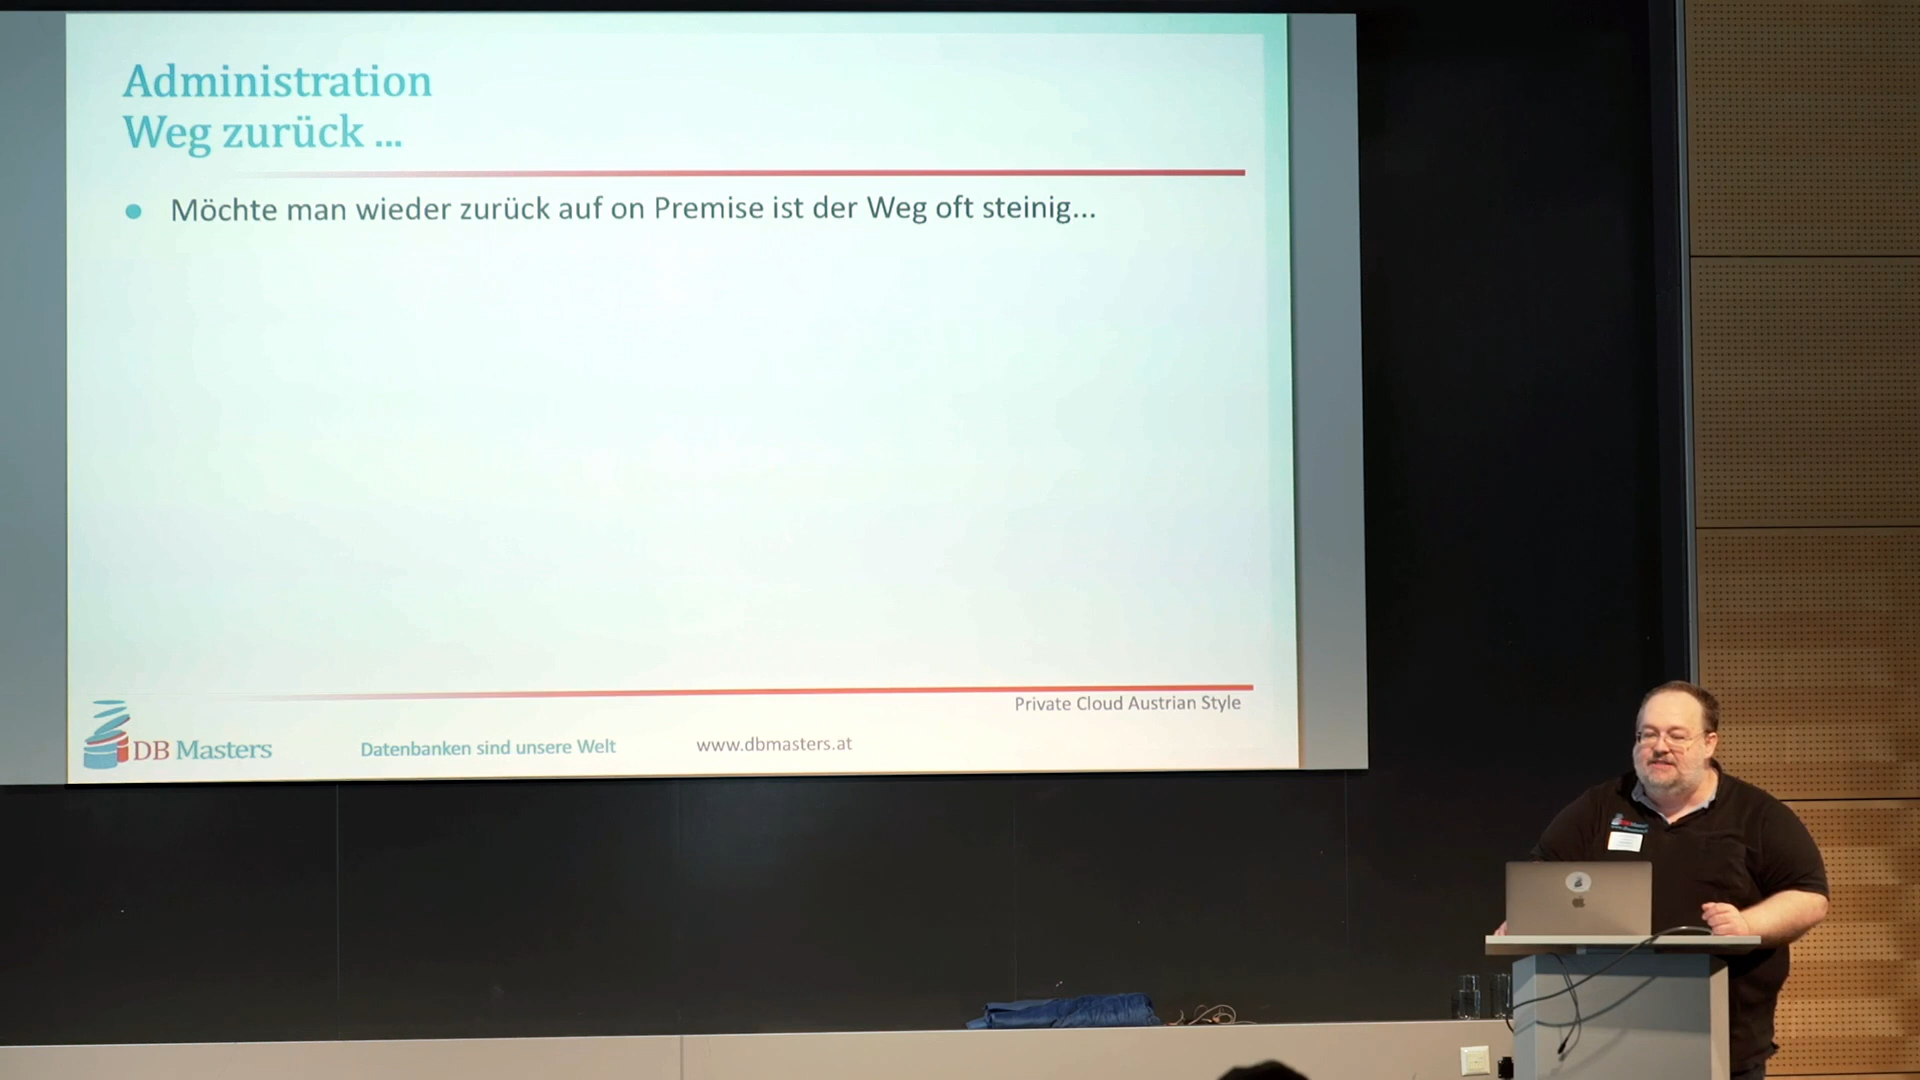 Administration
Weg zurück ...
Möchte man wieder zurück auf on Premise ist der Weg oft steinig...
Private Cloud Austrian Style
DB Masters
Datenbanken sind unsere Welt
www.dbmasters.at